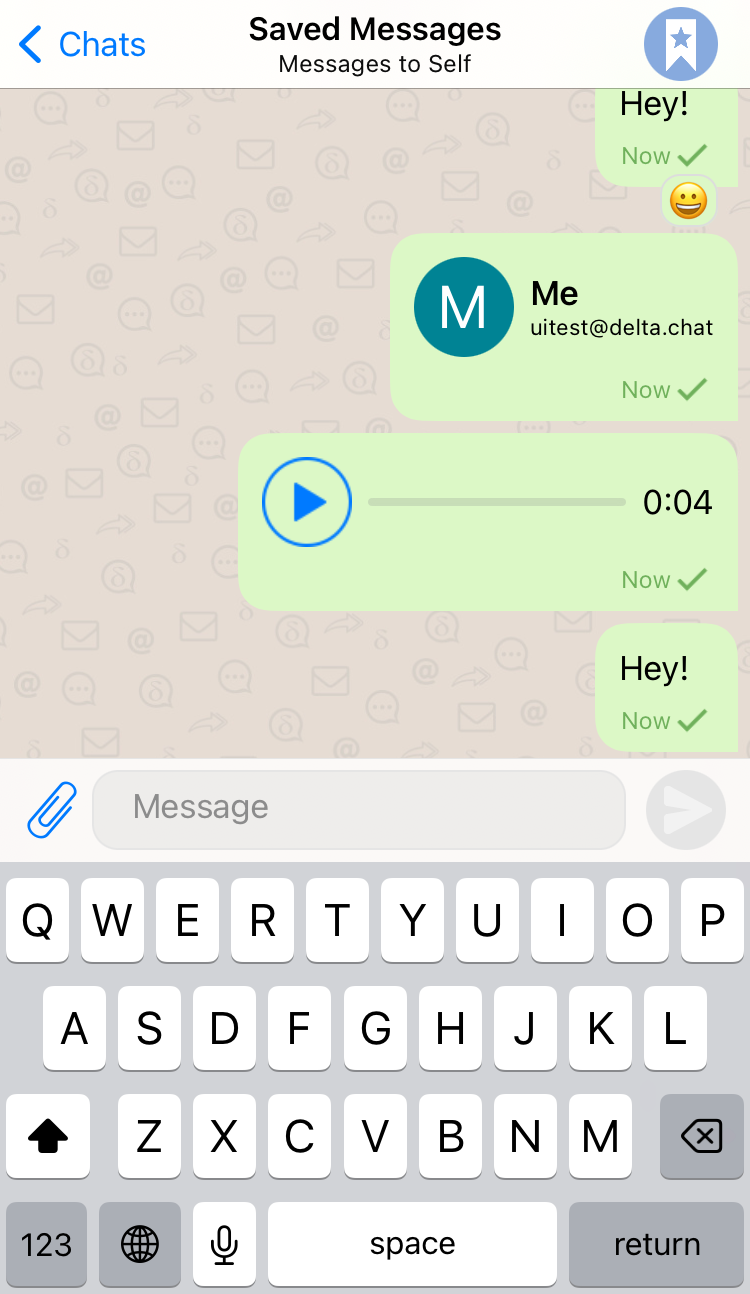 Chats
Saved Messages
Messages to Self
Hey!
Now
M
Me
uitest@delta.chat
Now
0:04
Now
Hey!
Now
Message
Q W E R T Y U I O P
A S D F G H J K L
Z X C V B N M
123 space return